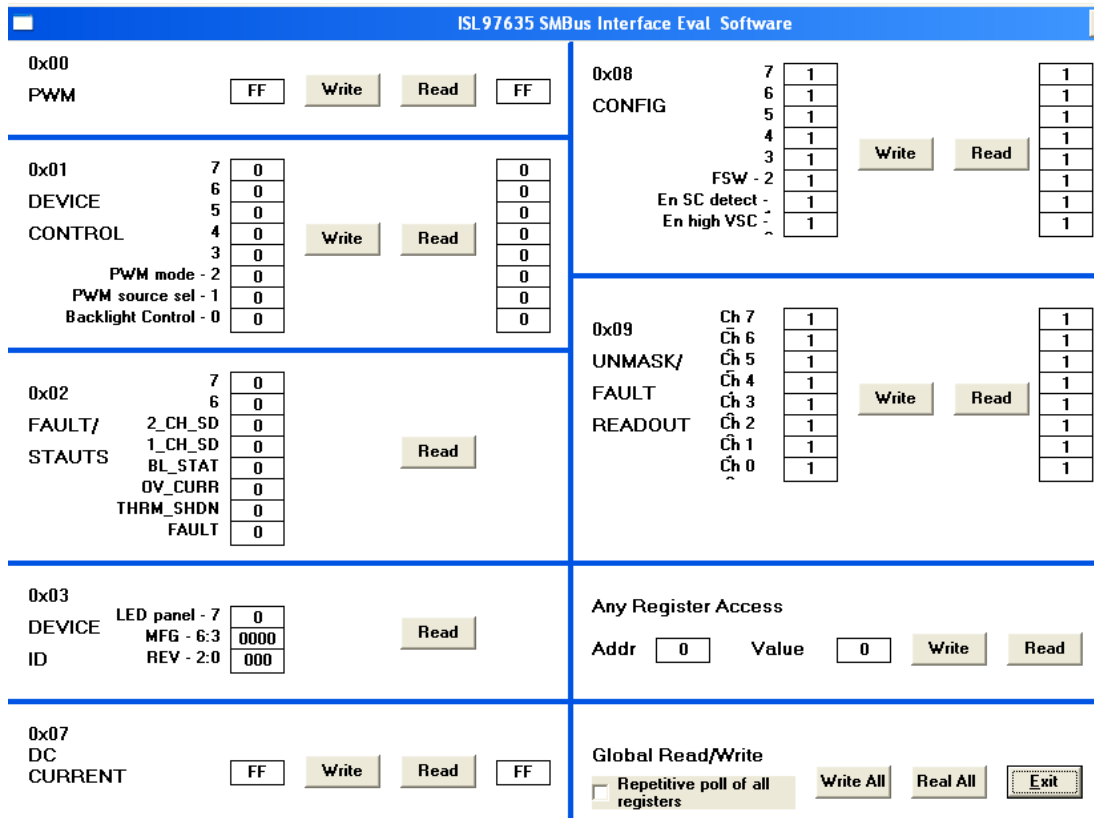 ISL97635 SMBus Interface Eval Software
0x00
PWM
FF Write Read FF
0x01
DEVICE
CONTROL
7 0 0
6 0 0
5 0 0
4 0 Write Read 0
3 0 0
PWM mode - 2 0 0
PWM source sel - 1 0 0
Backlight Control - 0 0 0
0x02
FAULT/
STAUTS
7 0
6 0
2_CH_SD 0
1_CH_SD 0 Read
BL_STAT 0
OV_CURR 0
THRM_SHDN 0
FAULT 0
0x03
DEVICE
ID
LED panel - 7 0
MFG - 6:3 0000 Read
REV - 2:0 000
0x07
DC
CURRENT
FF Write Read FF
0x08
CONFIG
7 1 1
6 1 1
5 1 1
4 1 1
3 1 Write Read 1
FSW - 2 1 1
En SC detect - 1 1
En high VSC - 1 1
0x09
UNMASK/
FAULT
READOUT
Ch 7 1 1
Ch 6 1 1
Ch 5 1 1
Ch 4 1 1
Ch 3 1 Write Read 1
Ch 2 1 1
Ch 1 1 1
Ch 0 1 1
Any Register Access
Addr 0 Value 0 Write Read
Global Read/Write
Repetitive poll of all
registers
Write All Real All Exit